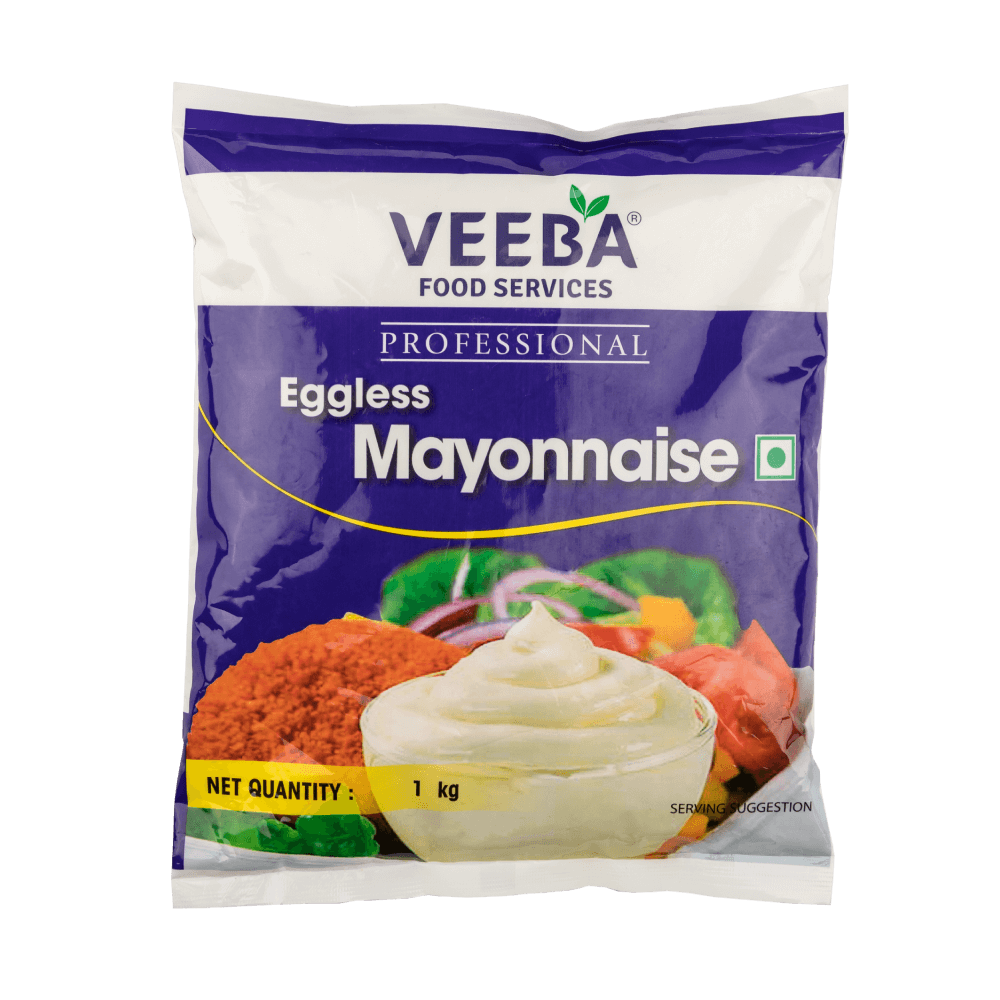 VEEBA®
FOOD SERVICES
PROFESSIONAL
Eggless
Mayonnaise
NET QUANTITY : 1 kg
SERVING SUGGESTION